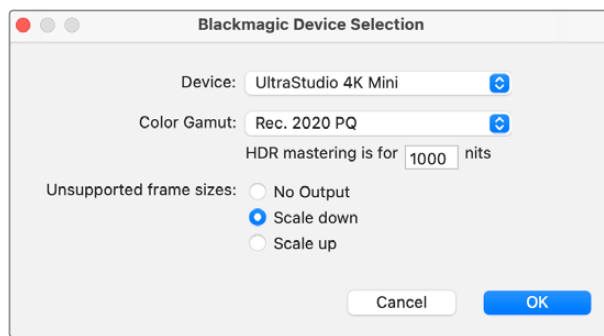 Blackmagic Device Selection
Device: UltraStudio 4K Mini
Color Gamut: Rec. 2020 PQ
HDR mastering is for 1000 nits
Unsupported frame sizes: No Output
Scale down
Scale up
Cancel OK